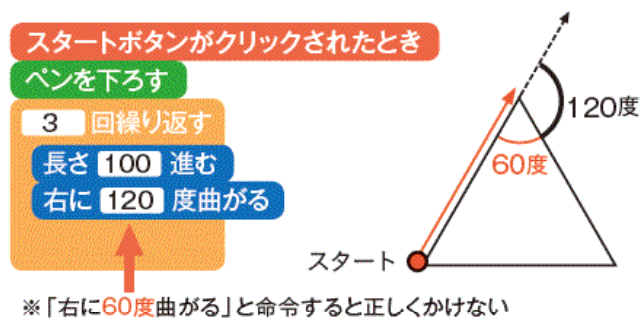 スタートボタンがクリックされたとき
ペンを下ろす
3 回繰り返す
長さ 100 進む
右に 120 度曲がる
120度
60度
スタート
※「右に60度曲がる」と命令すると正しくかけない